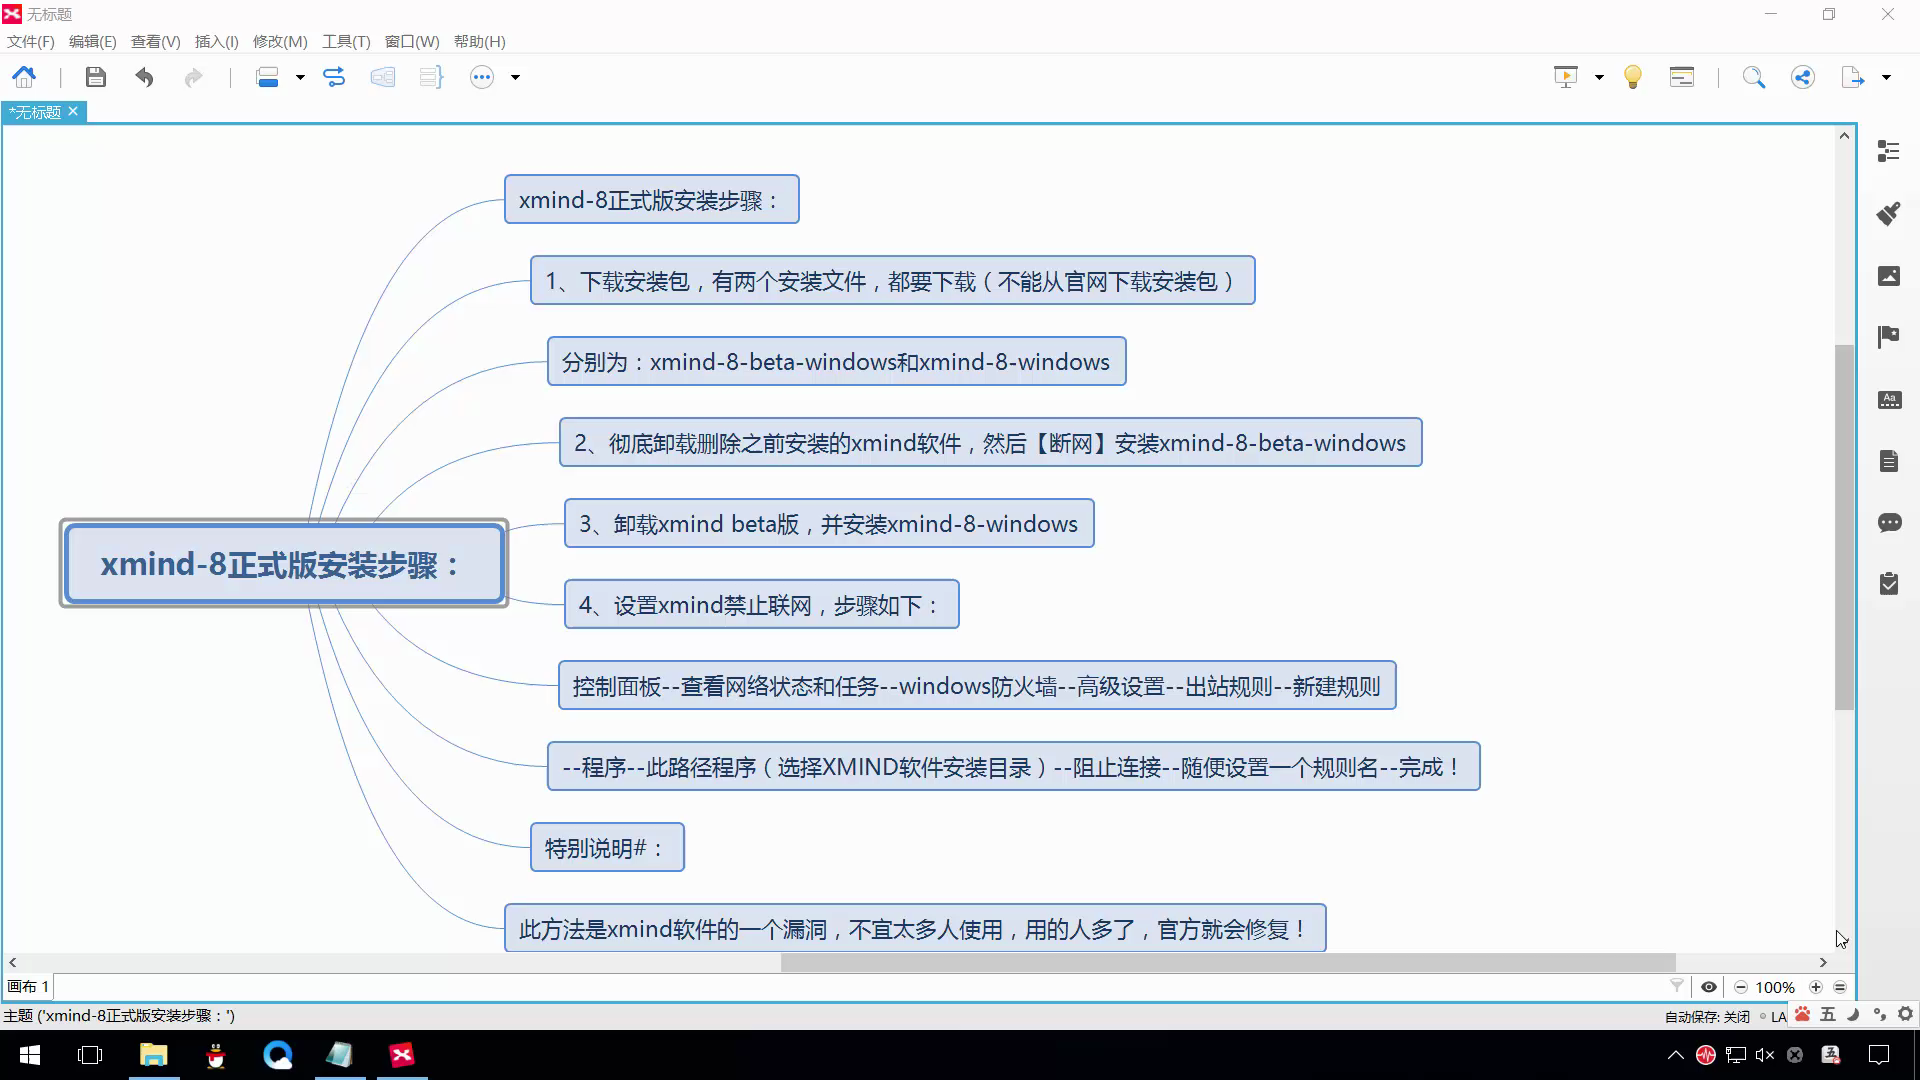 无标题
文件(F) 编辑(E) 查看(V) 插入(I) 修改(M) 工具(T) 窗口(W) 帮助(H)
*无标题
xmind-8正式版安装步骤：
1、下载安装包，有两个安装文件，都要下载（不能从官网下载安装包）
分别为：xmind-8-beta-windows和xmind-8-windows
2、彻底卸载删除之前安装的xmind软件，然后【断网】安装xmind-8-beta-windows
3、卸载xmind beta版，并安装xmind-8-windows
xmind-8正式版安装步骤：
4、设置xmind禁止联网，步骤如下：
控制面板--查看网络状态和任务--windows防火墙--高级设置--出站规则--新建规则
--程序--此路径程序（选择XMIND软件安装目录）--阻止连接--随便设置一个规则名--完成！
特别说明#：
此方法是xmind软件的一个漏洞，不宜太多人使用，用的人多了，官方就会修复！
Aa
画布 1
100%
主题 ('xmind-8正式版安装步骤：')
自动保存: 关闭
LA
五